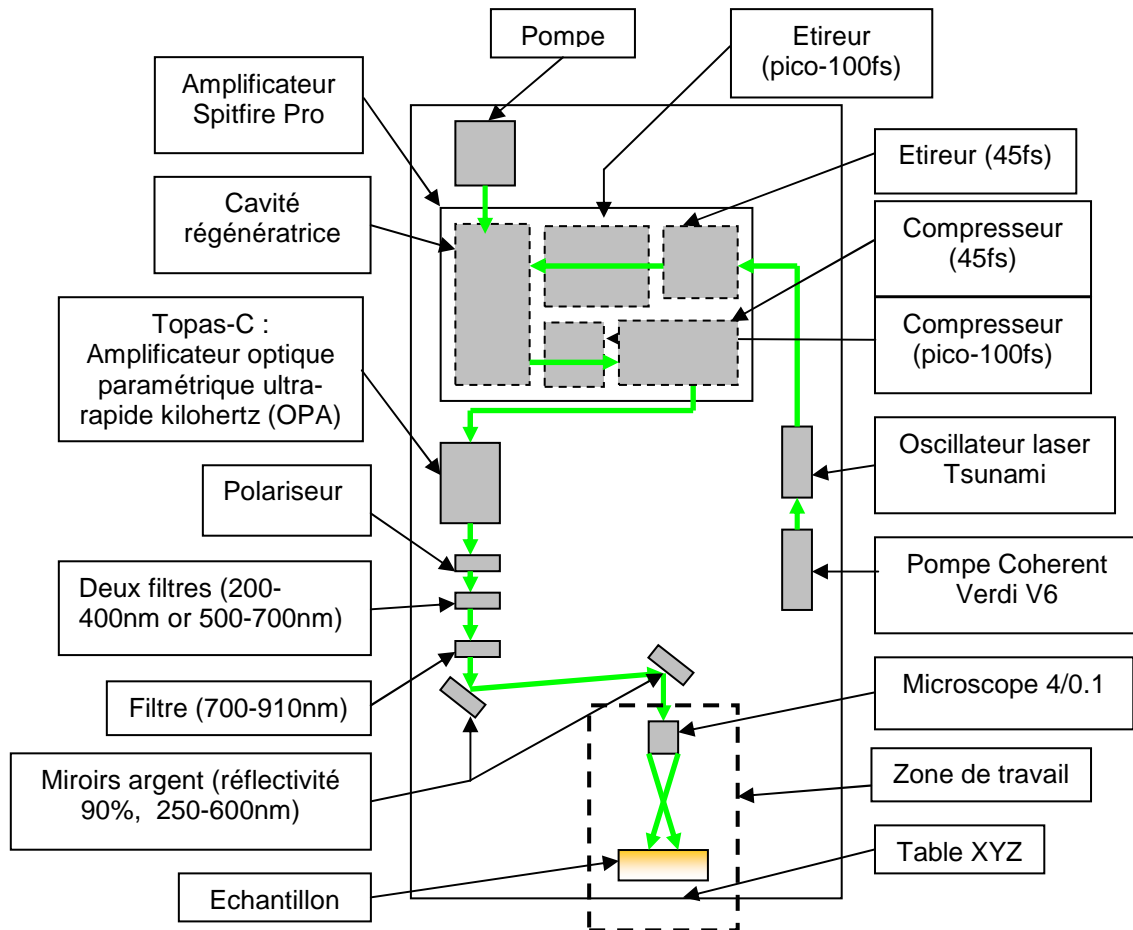 Pompe
Etireur
(pico-100fs)
Amplificateur
Spitfire Pro
Etireur (45fs)
Cavité
régénératrice
Compresseur
(45fs)
Compresseur
(pico-100fs)
Topas-C :
Amplificateur optique
paramétrique ultra-
rapide kilohertz (OPA)
Oscillateur laser
Tsunami
Polariseur
Pompe Coherent
Verdi V6
Deux filtres (200-
400nm or 500-700nm)
Filtre (700-910nm)
Microscope 4/0.1
Miroirs argent (réflectivité
90%,  250-600nm)
Zone de travail
Table XYZ
Echantillon